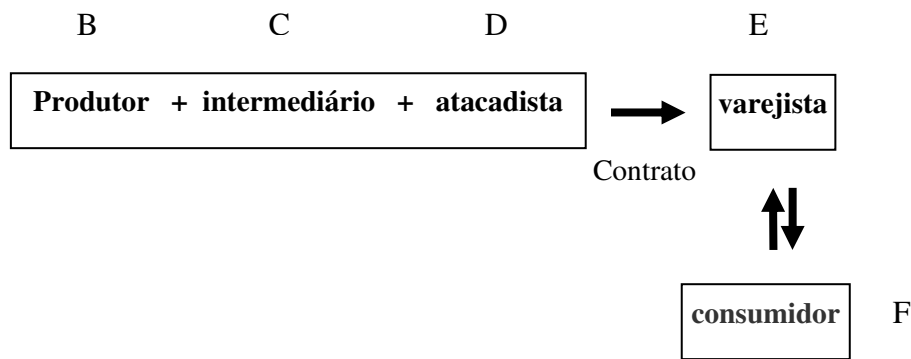 B C D E
Produtor + intermediário + atacadista varejista
Contrato
consumidor F